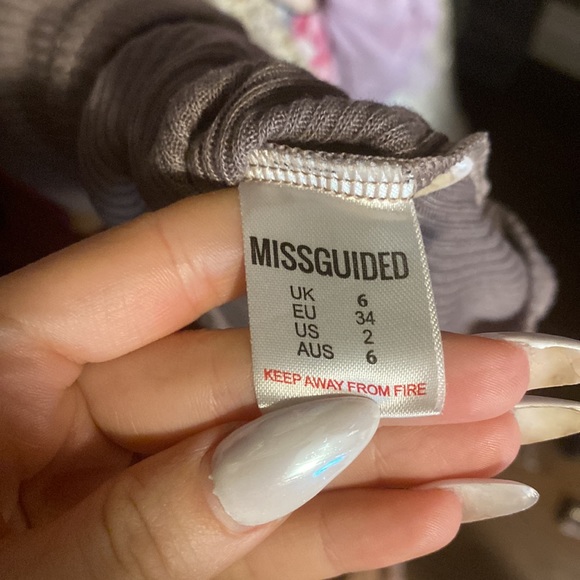 MISSGUIDED
UK 6
EU 34
US 2
AUS 6
KEEP AWAY FROM FIRE